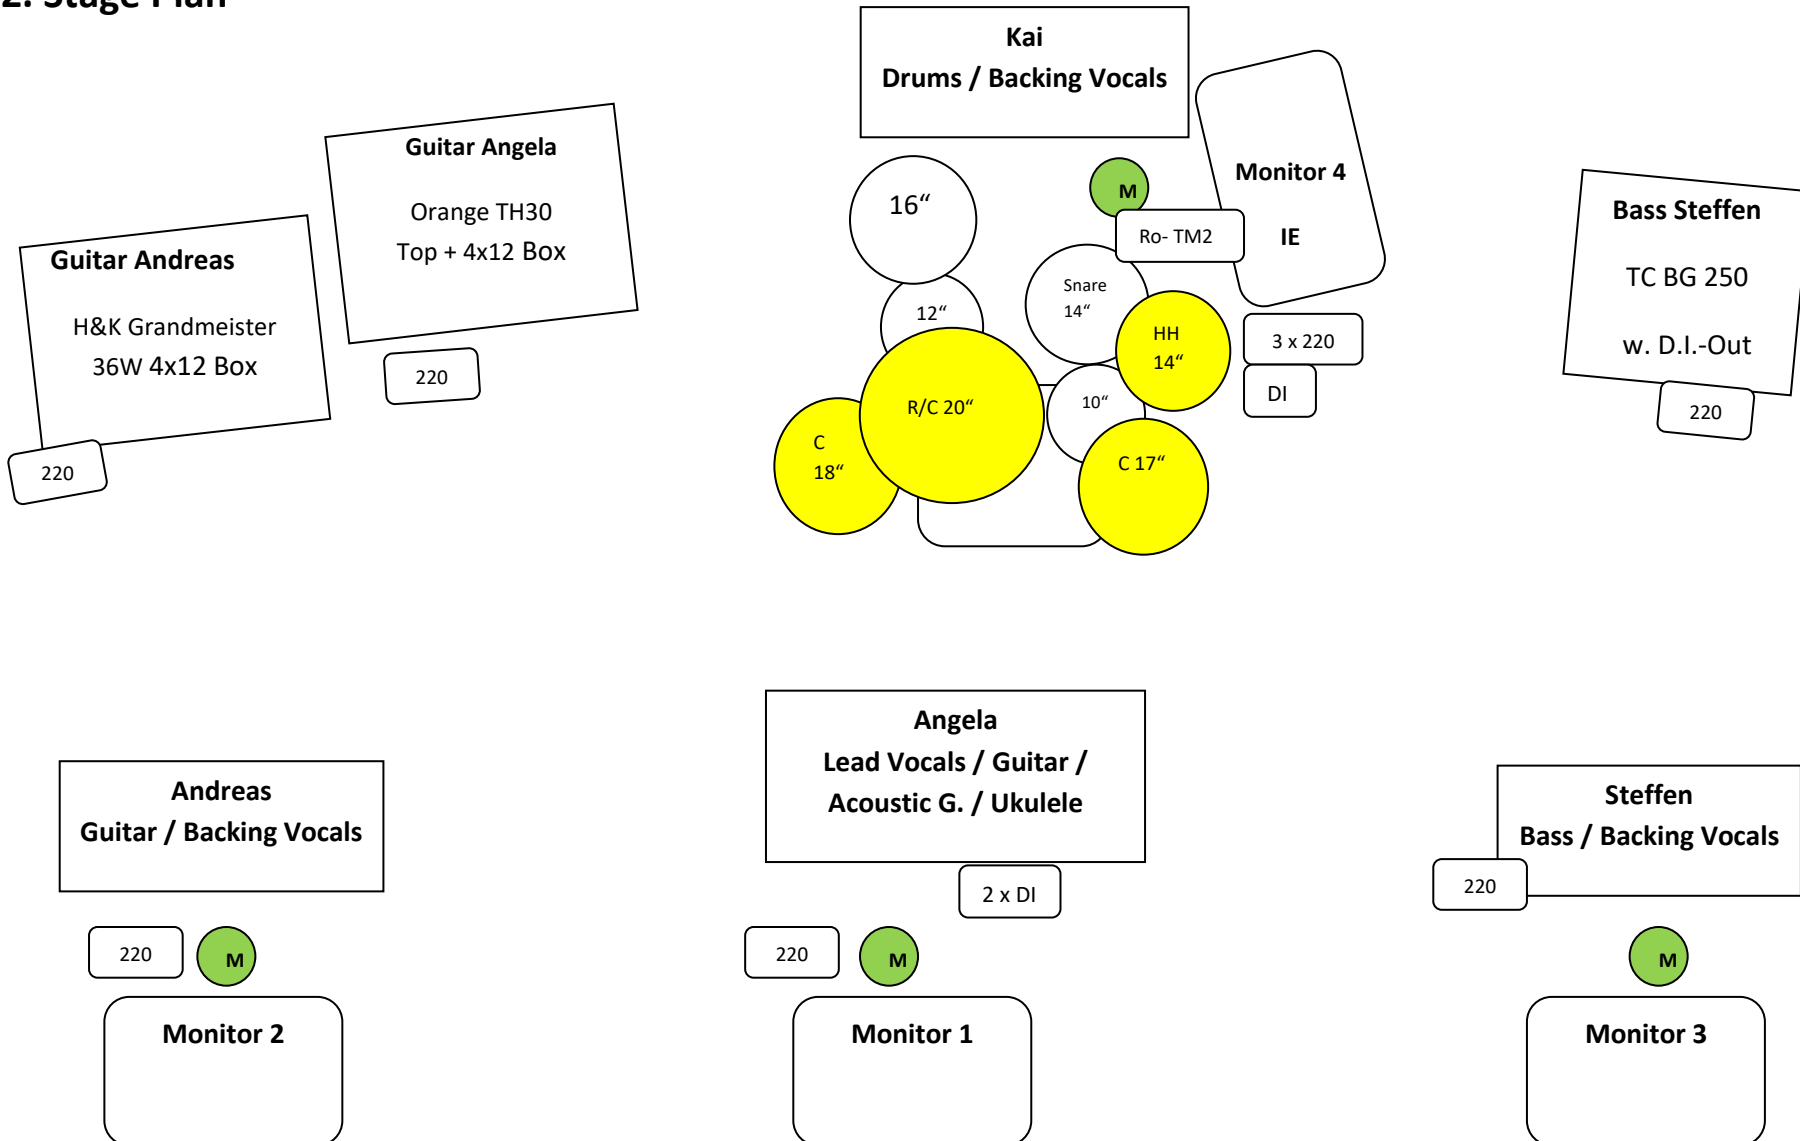 2. Stage Plan
Kai
Drums / Backing Vocals
Guitar Angela
Orange TH30
Top + 4x12 Box
220
Guitar Andreas
H&K Grandmeister
36W 4x12 Box
220
16“
M
Ro- TM2
Monitor 4
IE
Snare
14“
12“
HH
14“
3 x 220
DI
R/C 20“
10“
C
18“
C 17“
Bass Steffen
TC BG 250
w. D.I.-Out
220
Andreas
Guitar / Backing Vocals
220
M
Monitor 2
Angela
Lead Vocals / Guitar /
Acoustic G. / Ukulele
2 x DI
220
M
Monitor 1
Steffen
Bass / Backing Vocals
220
M
Monitor 3